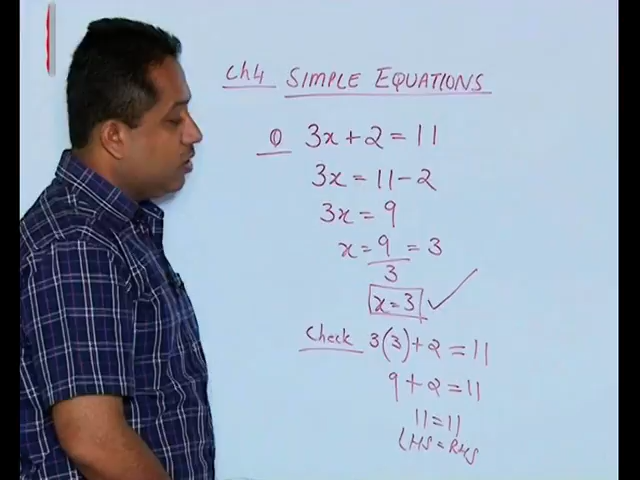 Ch4 SIMPLE EQUATIONS
Q 3x+2=11
3x = 11-2
3x = 9
x = 9/3 = 3
x=3 ✓
Check 3(3)+2=11
9+2=11
11=11
LHS=RHS